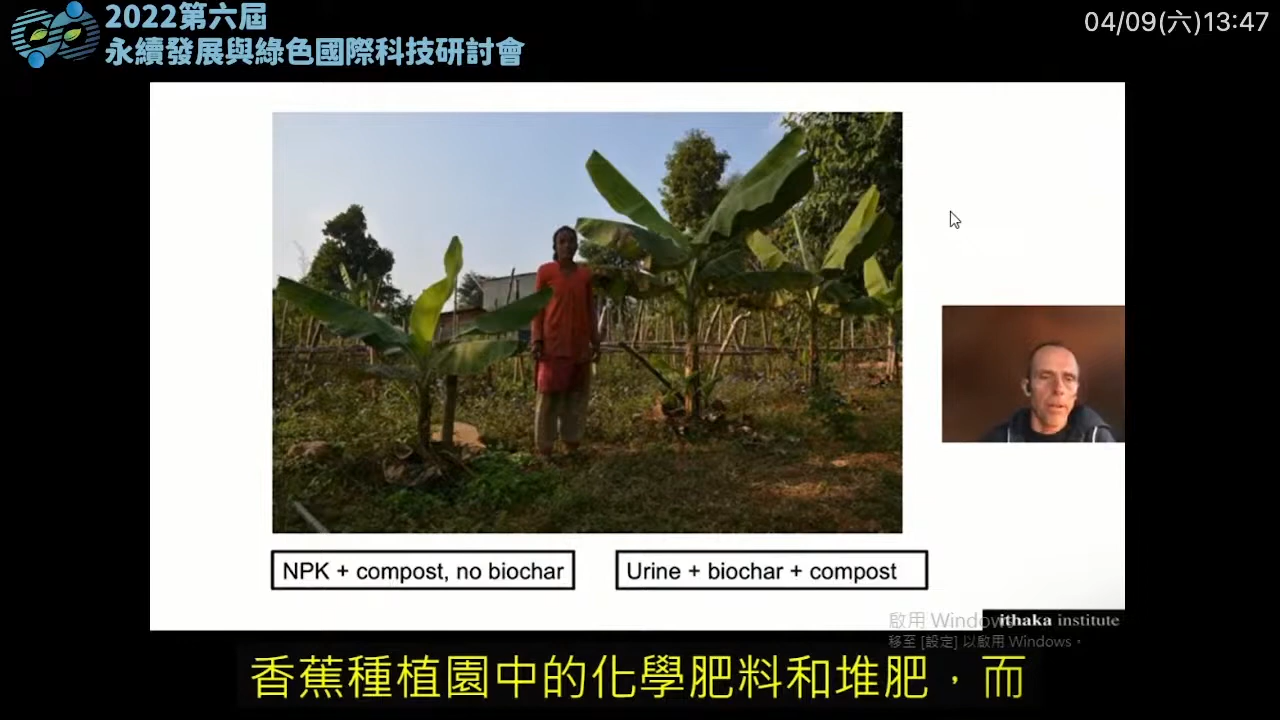 2022第六屆
永續發展與綠色國際科技研討會
04/09(六)13:47
NPK + compost, no biochar
Urine + biochar + compost
ithaka institute
啟用 Windows
移至 [設定] 以啟用 Windows。
香蕉種植園中的化學肥料和堆肥，而